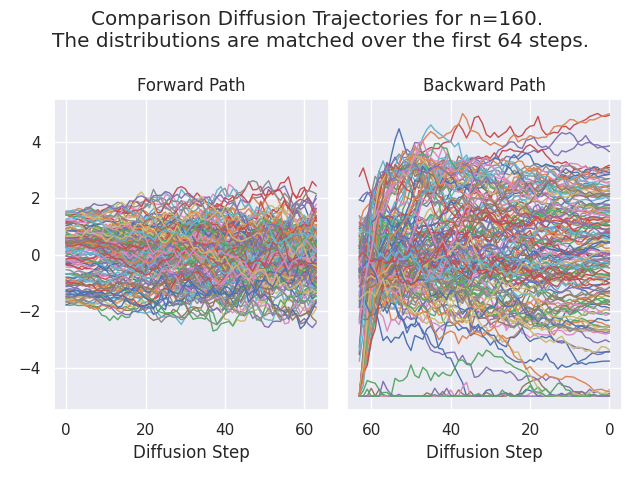 Comparison Diffusion Trajectories for n=160.
The distributions are matched over the first 64 steps.
Forward Path
Backward Path
4
2
0
−2
−4
0 20 40 60
60 40 20 0
Diffusion Step
Diffusion Step